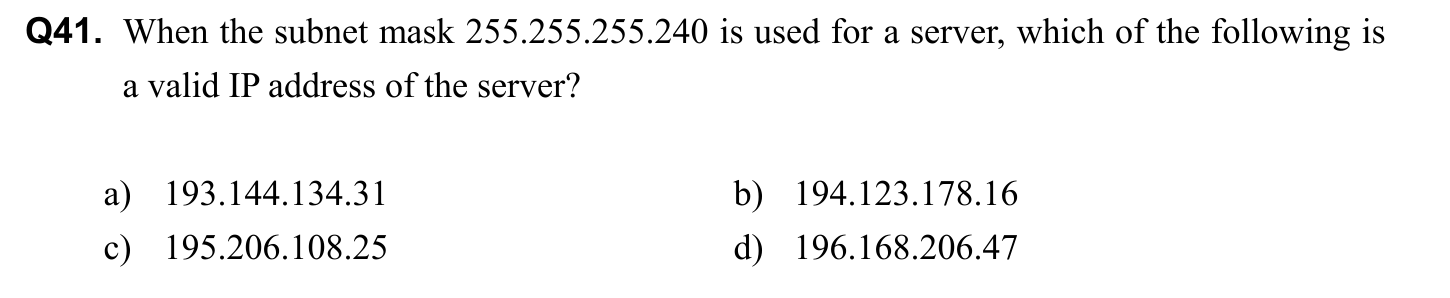 Q41. When the subnet mask 255.255.255.240 is used for a server, which of the following is
a valid IP address of the server?
a) 193.144.134.31 b) 194.123.178.16
c) 195.206.108.25 d) 196.168.206.47